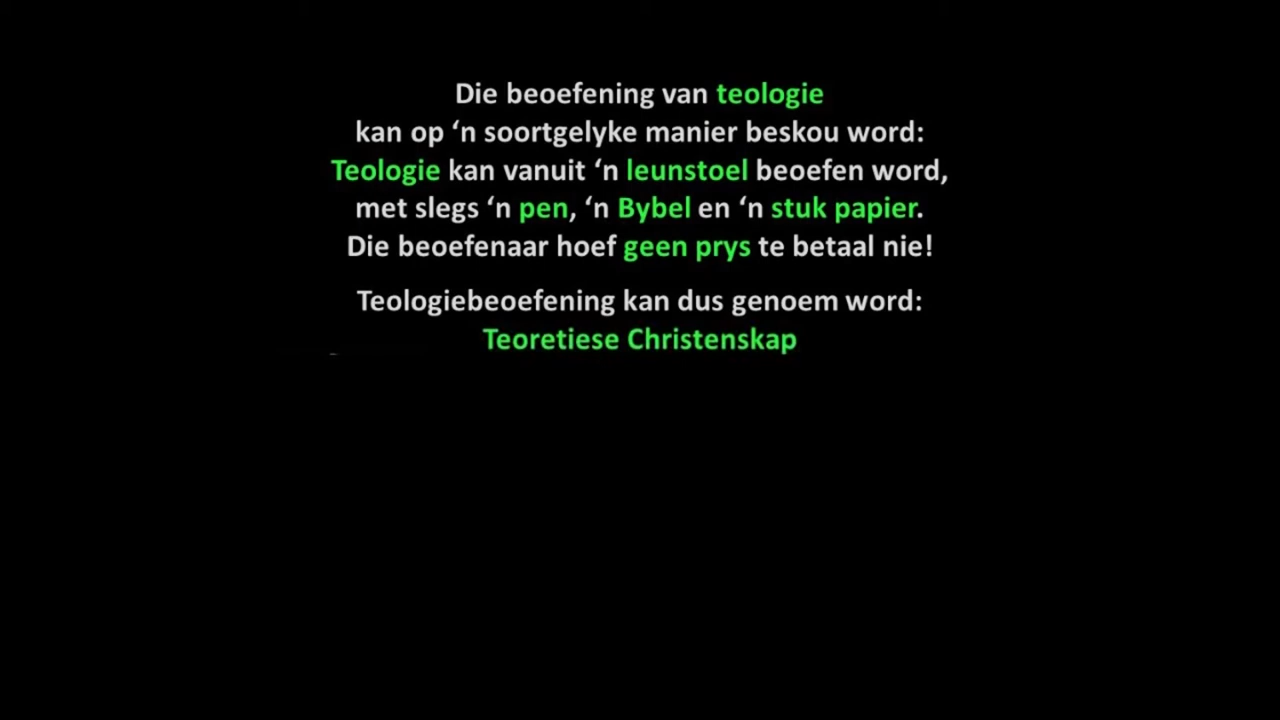 Die beoefening van teologie
kan op ‘n soortgelyke manier beskou word:
Teologie kan vanuit ‘n leunstoel beoefen word,
met slegs ‘n pen, ‘n Bybel en ‘n stuk papier.
Die beoefenaar hoef geen prys te betaal nie!
Teologiebeoefening kan dus genoem word:
Teoretiese Christenskap